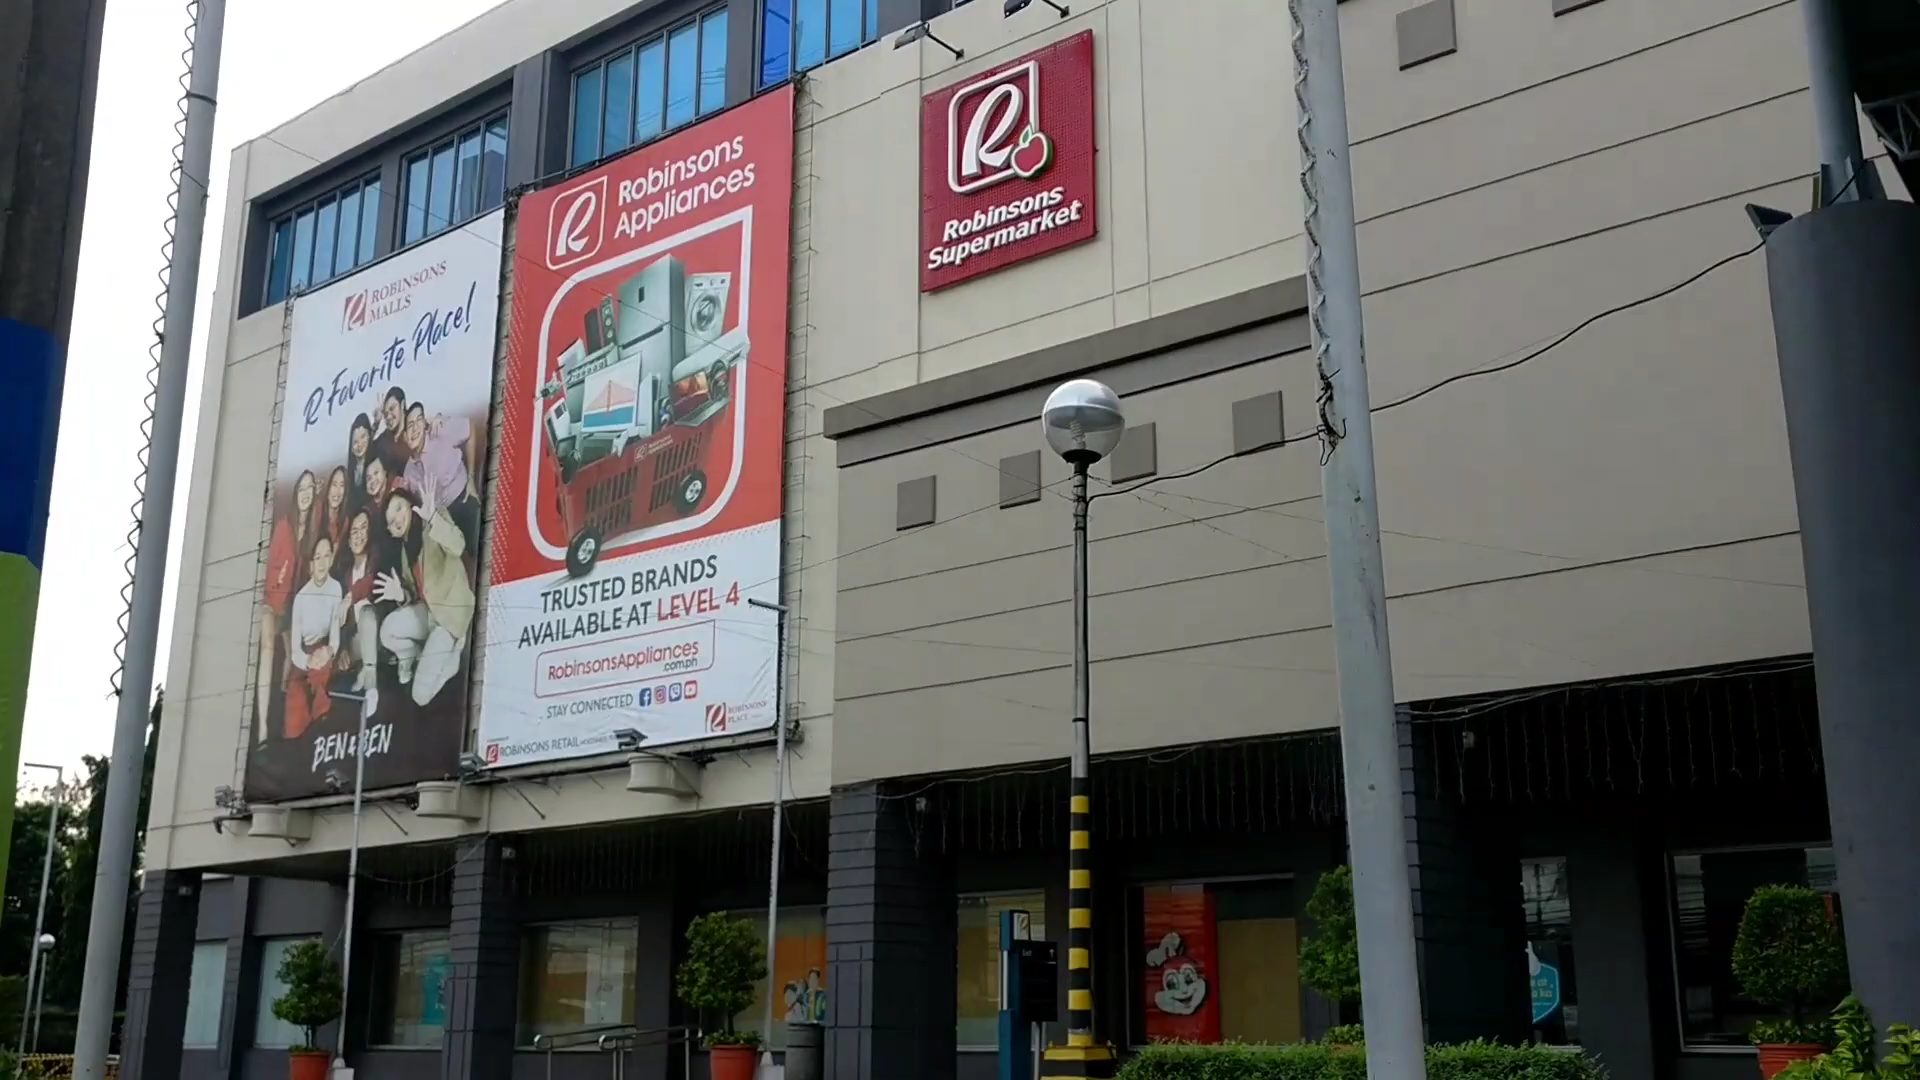 ROBINSONS
MALLS
R Favorite Place!
BEN&BEN
Robinsons
Appliances
TRUSTED BRANDS
AVAILABLE AT LEVEL 4
RobinsonsAppliances
.com.ph
STAY CONNECTED
ROBINSONS RETAIL
ROBINSONS
PLACE
Robinsons
Supermarket
Exit